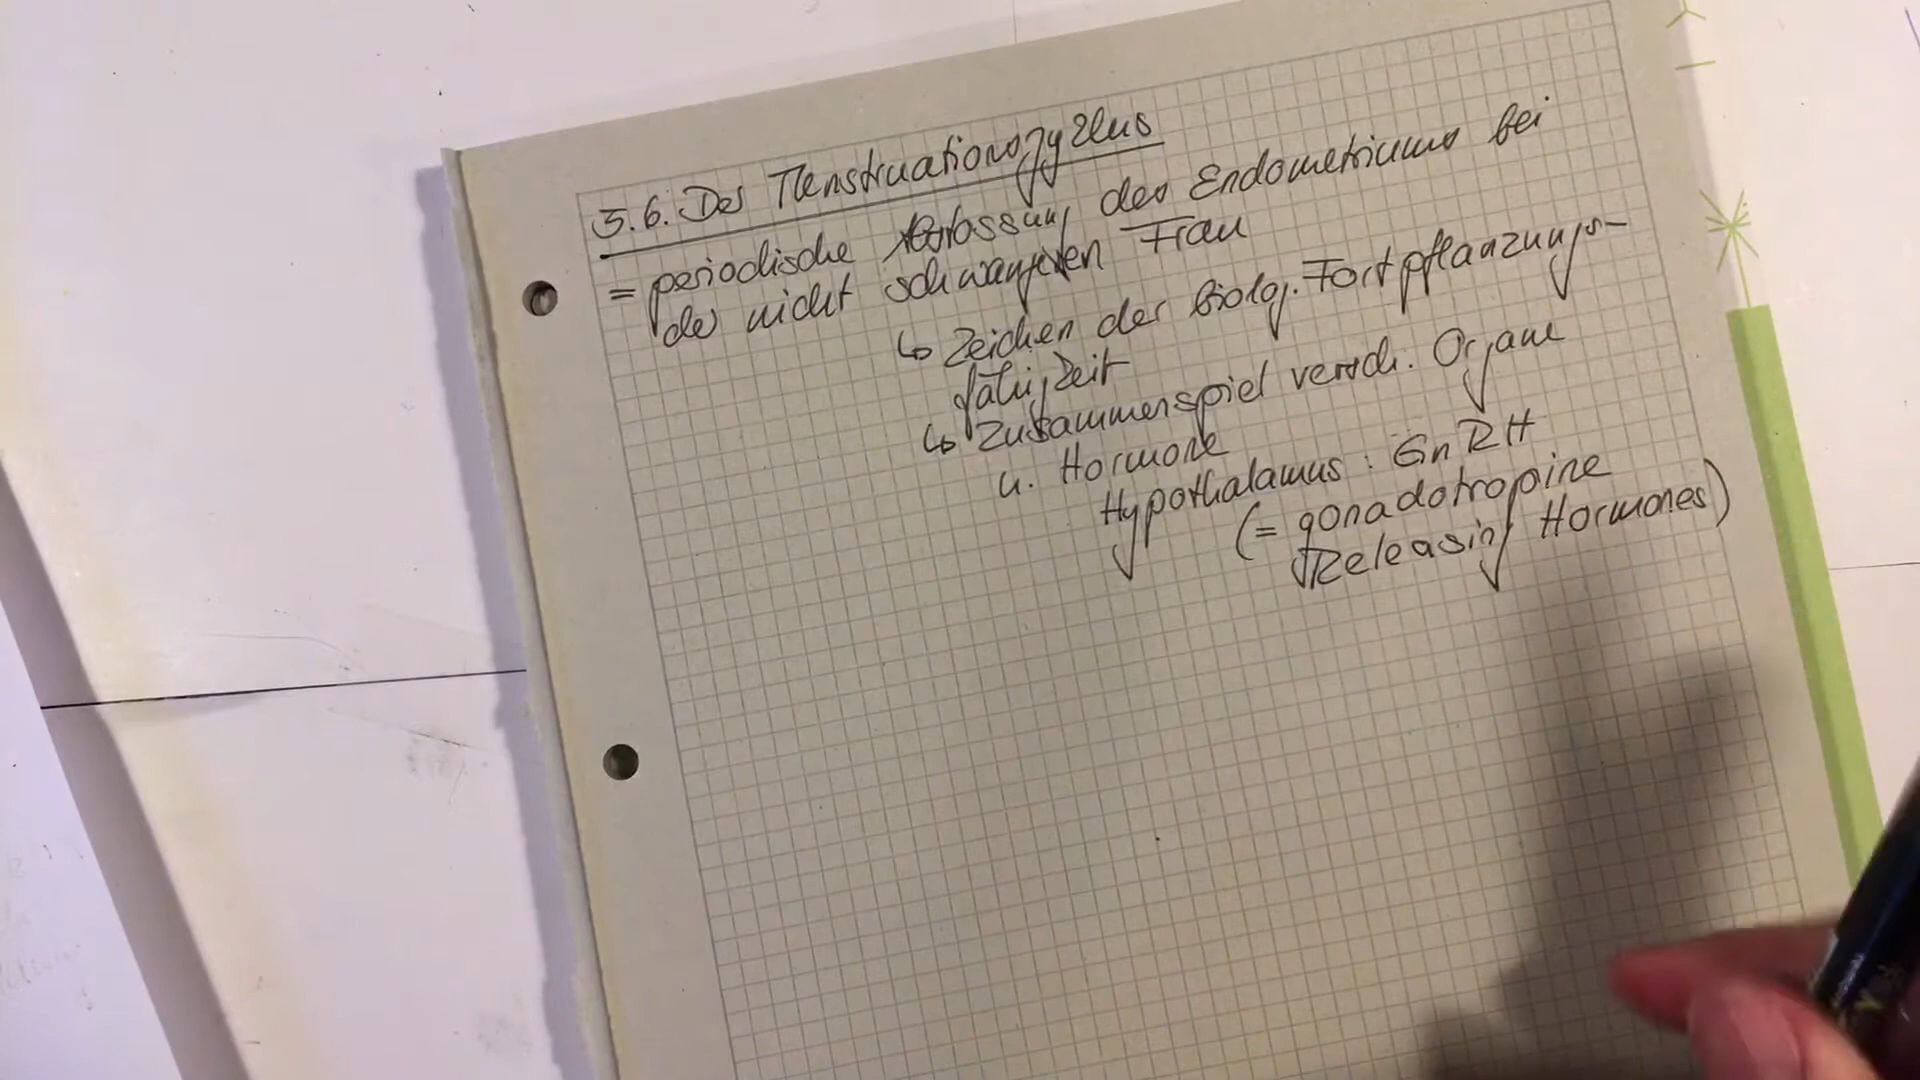 5.6. Der Menstruationszyklus
= periodische Abstossung des Endometriums bei
der nicht schwangeren Frau
↳ Zeichen der biolog. Fortpflanzungs-
fähigkeit
↳ Zusammenspiel versch. Organe
u. Hormone
Hypothalamus : GnRH
(= gonadotropine
Releasing Hormones)